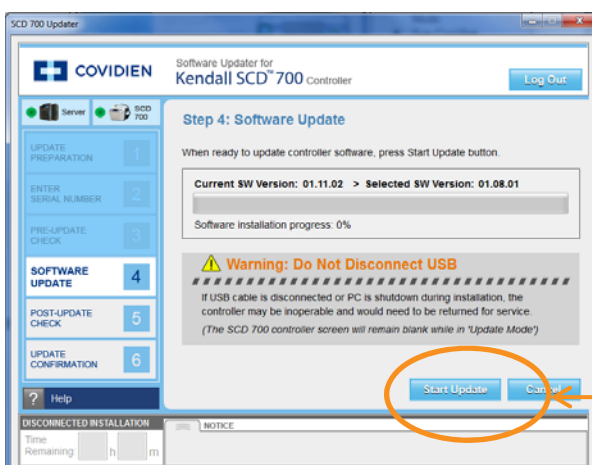 SCD 700 Updater
COVIDIEN
Software Updater for
Kendall SCD™ 700 Controller
Log Out
Server
SCD
700
UPDATE
PREPARATION
1
ENTER
SERIAL NUMBER
2
PRE-UPDATE
CHECK
3
SOFTWARE
UPDATE
4
POST-UPDATE
CHECK
5
UPDATE
CONFIRMATION
6
? Help
Step 4: Software Update
When ready to update controller software, press Start Update button.
Current SW Version: 01.11.02 > Selected SW Version: 01.08.01
Software installation progress: 0%
Warning: Do Not Disconnect USB
If USB cable is disconnected or PC is shutdown during installation, the
controller may be inoperable and would need to be returned for service.
(The SCD 700 controller screen will remain blank while in 'Update Mode')
Start Update
Cancel
DISCONNECTED INSTALLATION
Time
Remaining:
h
m
NOTICE